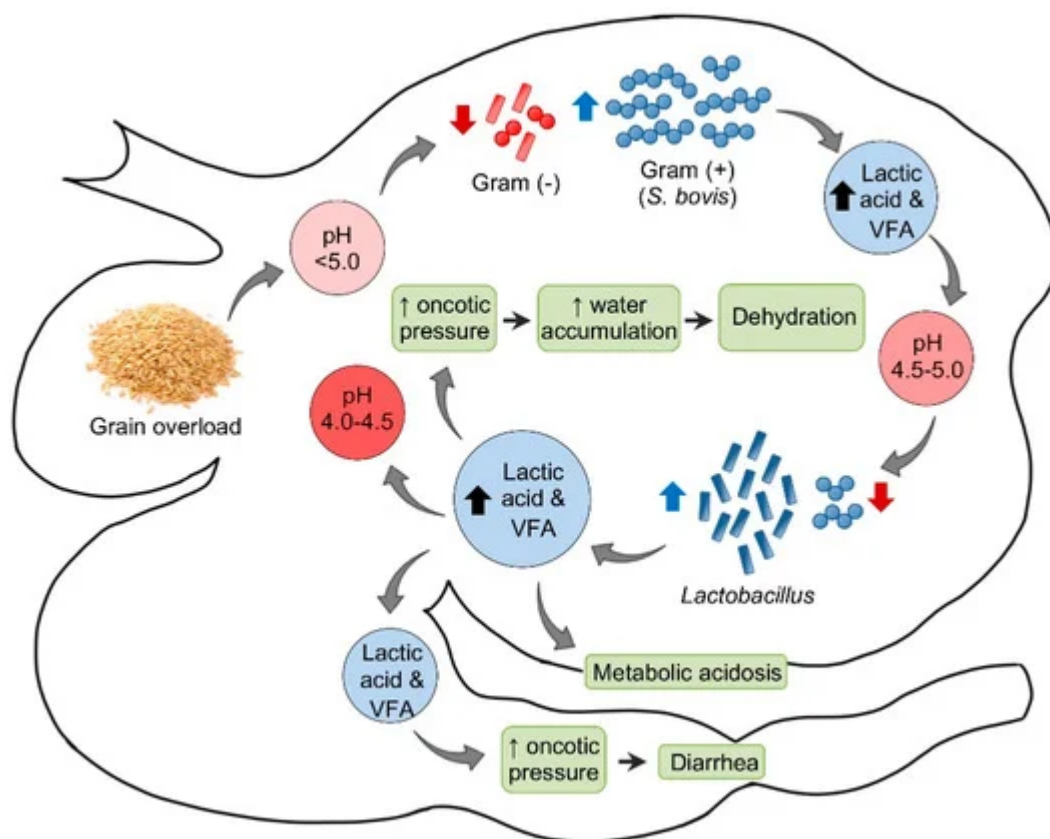 Grain overload
pH
<5.0
Gram (-)
Gram (+)
(S. bovis)
Lactic
acid &
VFA
pH
4.5-5.0
Lactobacillus
Lactic
acid &
VFA
pH
4.0-4.5
↑ oncotic
pressure
↑ water
accumulation
Dehydration
Metabolic acidosis
Lactic
acid &
VFA
↑ oncotic
pressure
Diarrhea